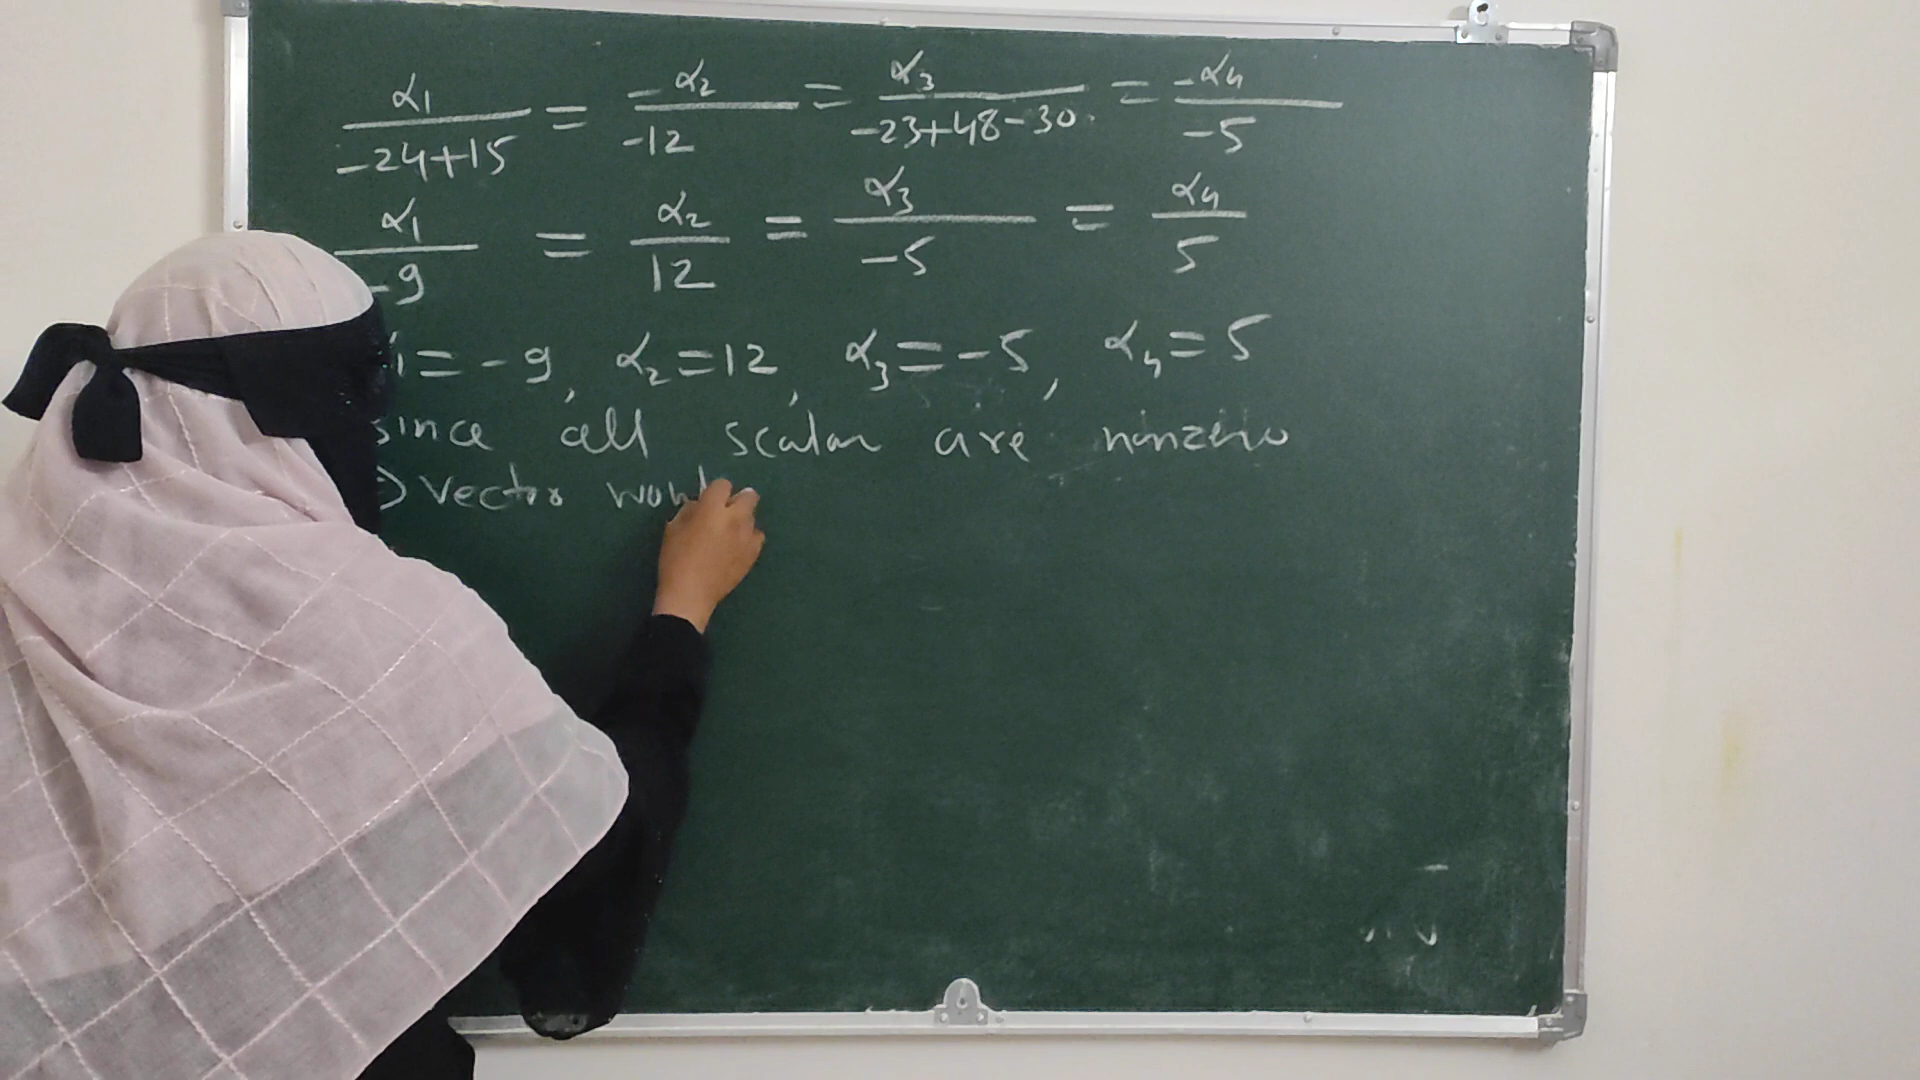 α1/-24+15 = -α2/-12 = α3/-23+48-30 = -α4/-5
α1/-9 = α2/12 = α3/-5 = α4/5
α1 = -9, α2 = 12, α3 = -5, α4 = 5
since all scalar are nonzero
⇒ vector